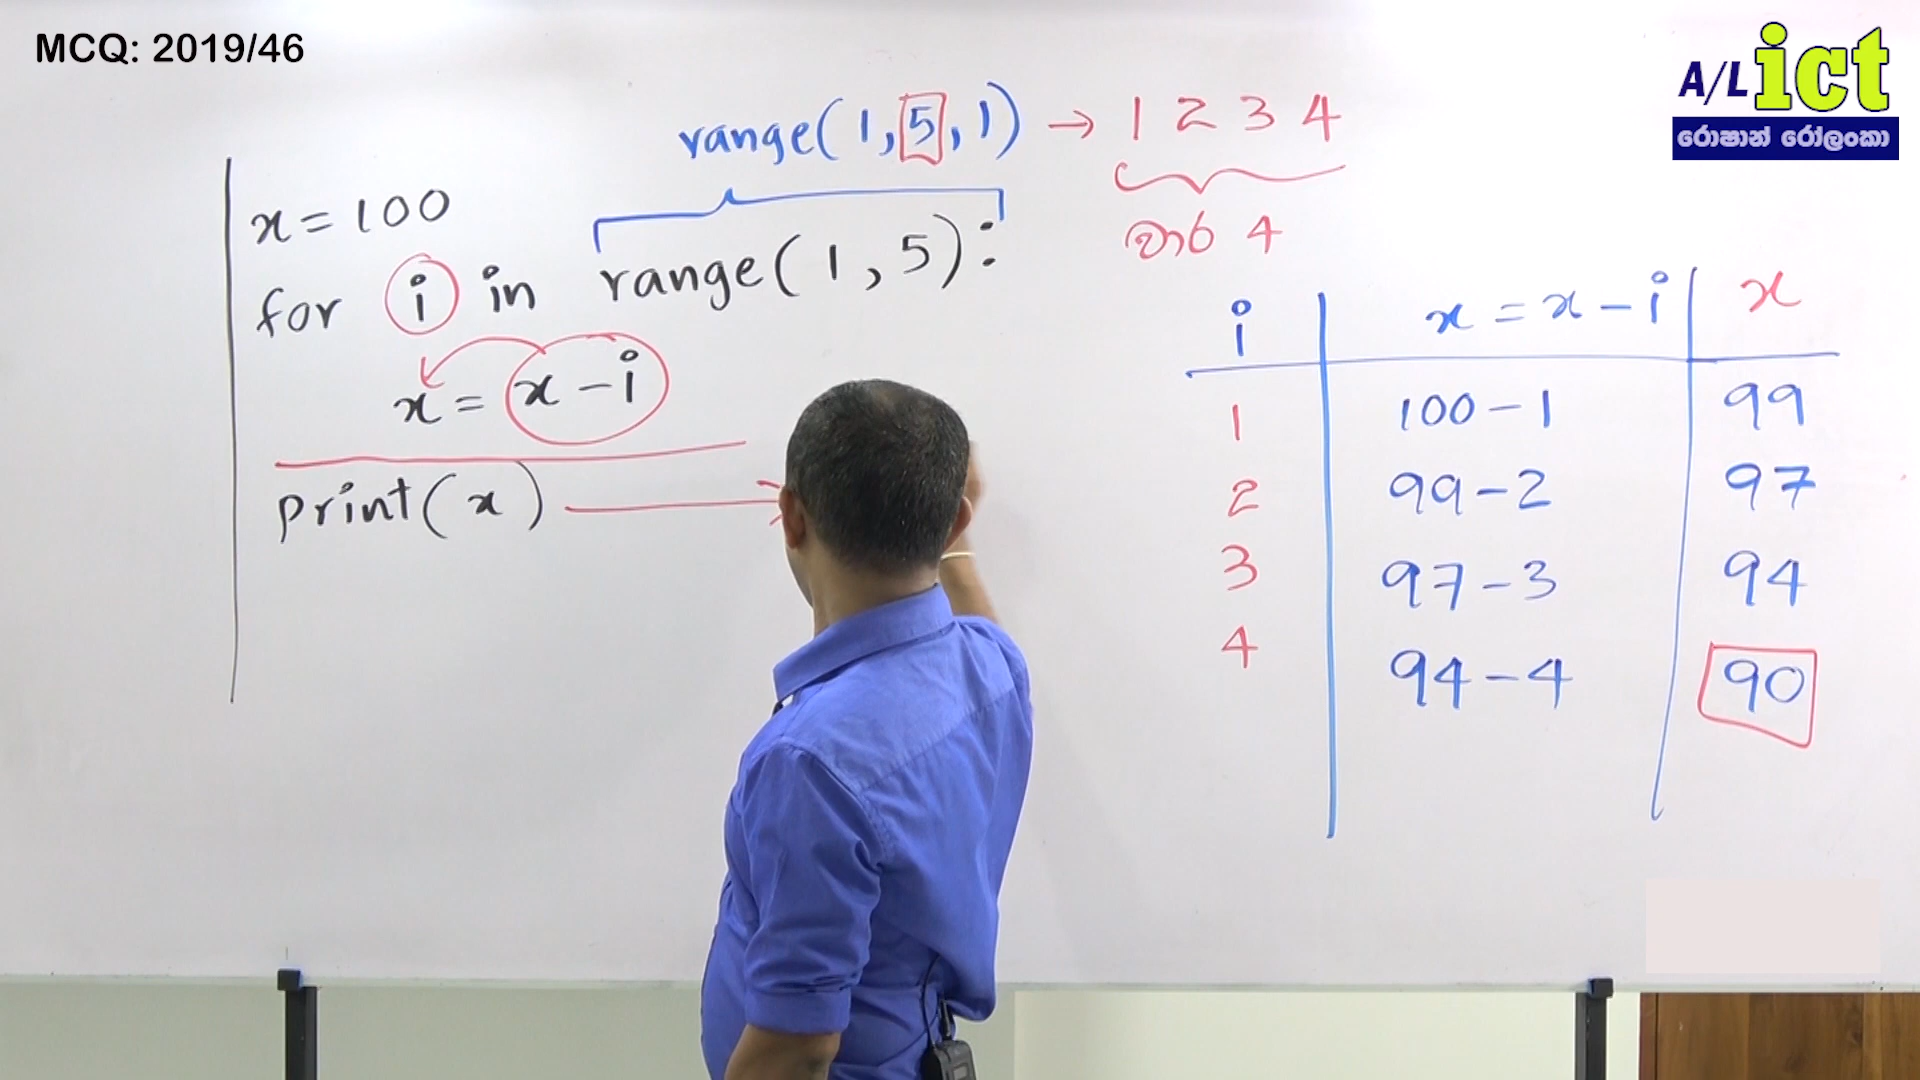 MCQ: 2019/46
A/L ict
රොෂාන් රෝලංකා
range(1,5,1) → 1 2 3 4
වාර 4
x = 100
for i in range(1,5):
x = x - i
print(x)
i x = x - i x
1 100 - 1 99
2 99 - 2 97
3 97 - 3 94
4 94 - 4 90